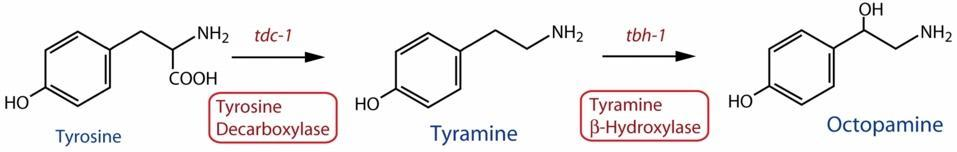 NH₂
COOH
HO
Tyrosine
tdc-1
Tyrosine
Decarboxylase
NH₂
HO
Tyramine
tbh-1
Tyramine
β-Hydroxylase
OH
NH₂
HO
Octopamine